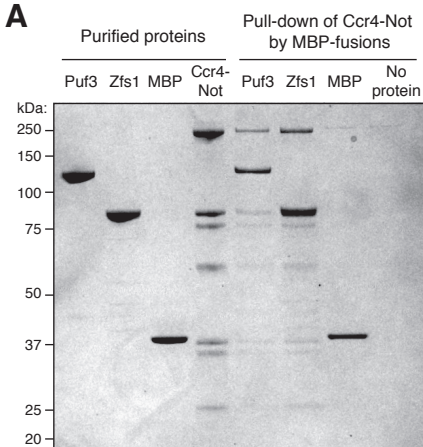 A
Purified proteins
Pull-down of Ccr4-Not
by MBP-fusions
Puf3 Zfs1 MBP Ccr4-
Not
Puf3 Zfs1 MBP No
protein
kDa:
250
150
100
75
50
37
25
20